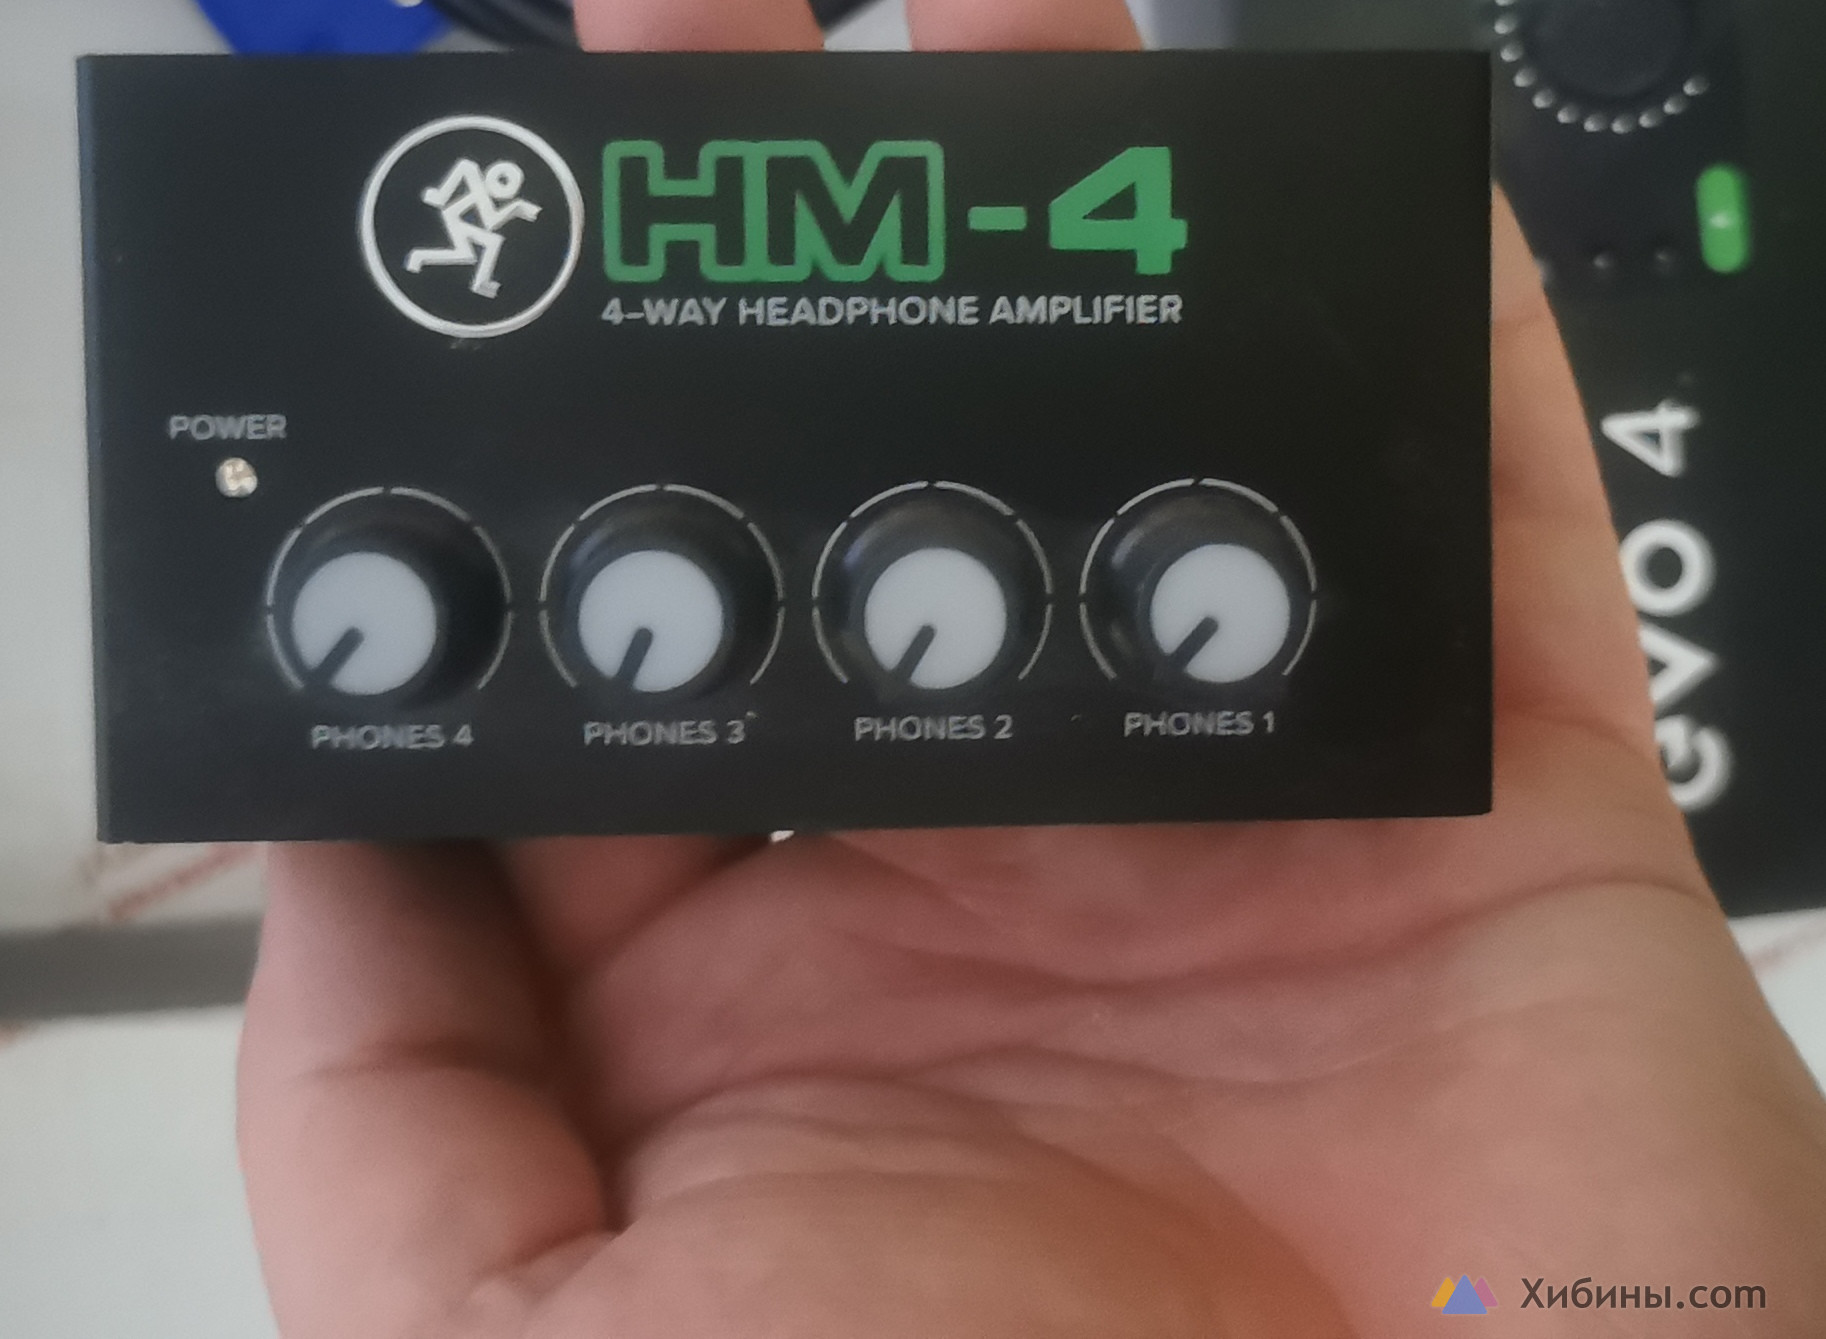 HM-4
4-WAY HEADPHONE AMPLIFIER
POWER
PHONES 4
PHONES 3
PHONES 2
PHONES 1
EVO 4
Хибины.com